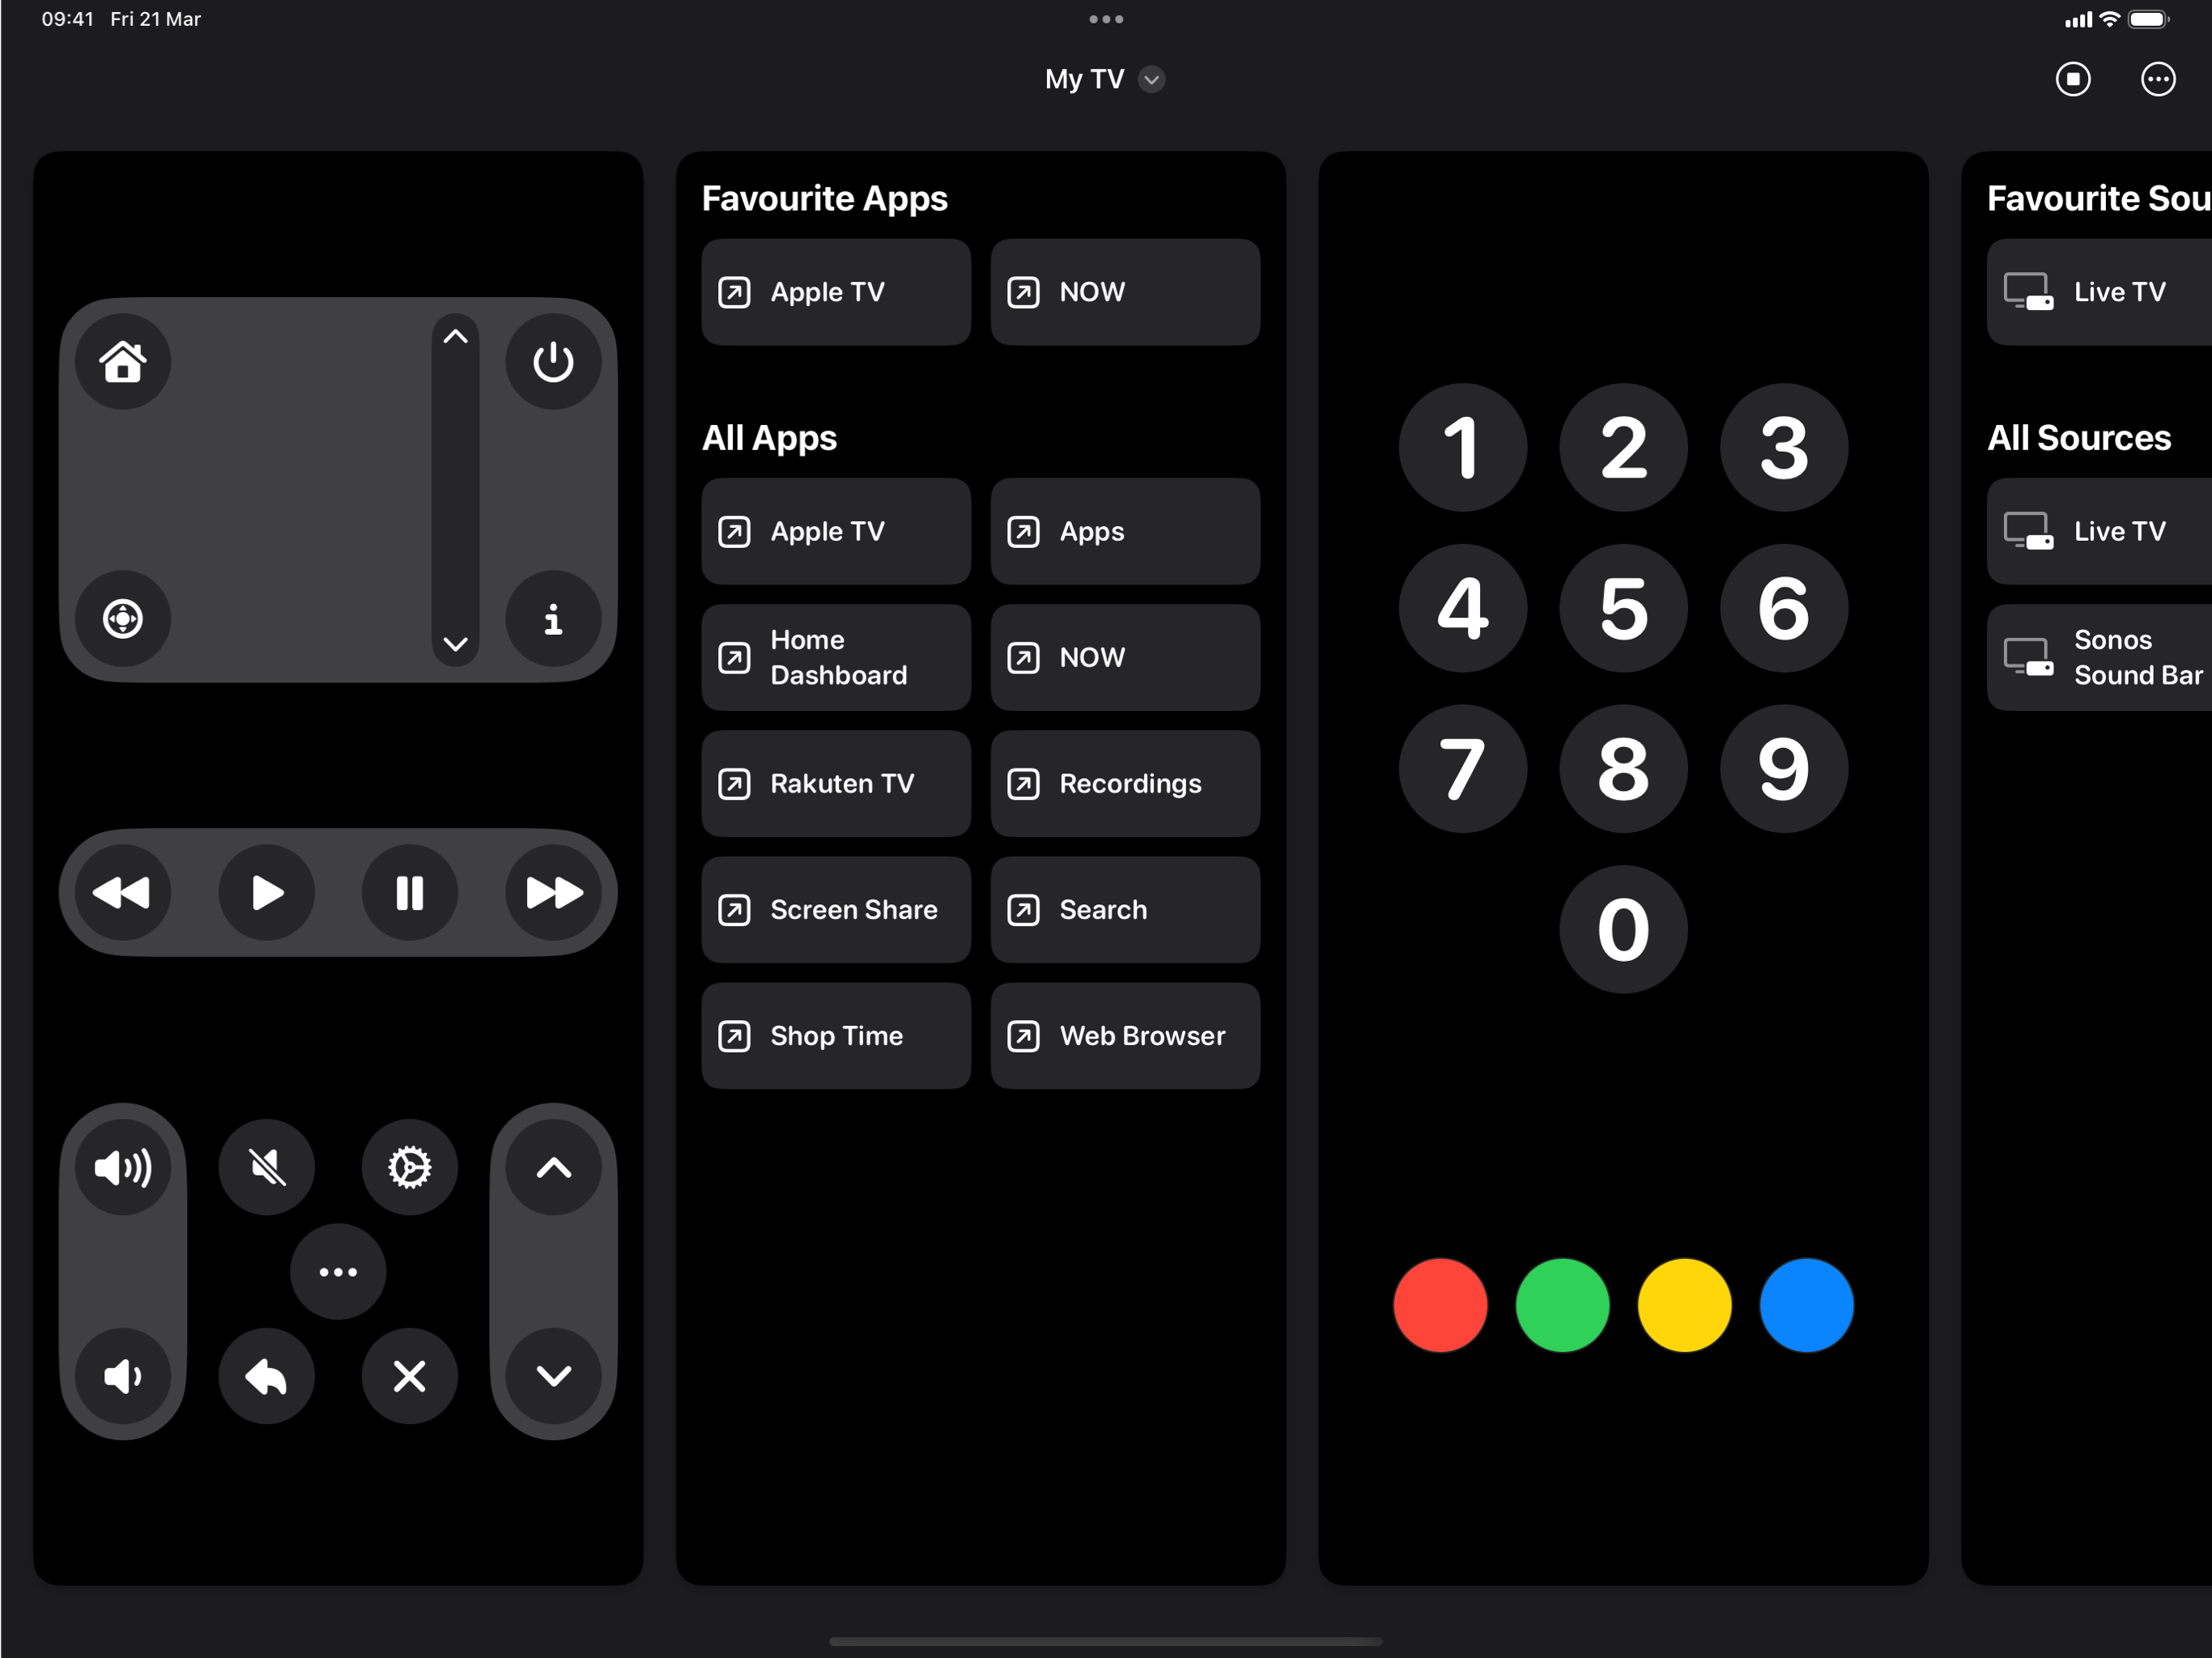 09:41 Fri 21 Mar
My TV
Favourite Apps
Apple TV
NOW
All Apps
Apple TV
Apps
Home
Dashboard
NOW
Rakuten TV
Recordings
Screen Share
Search
Shop Time
Web Browser
1 2 3
4 5 6
7 8 9
0
Favourite Sou
Live TV
All Sources
Live TV
Sonos
Sound Bar